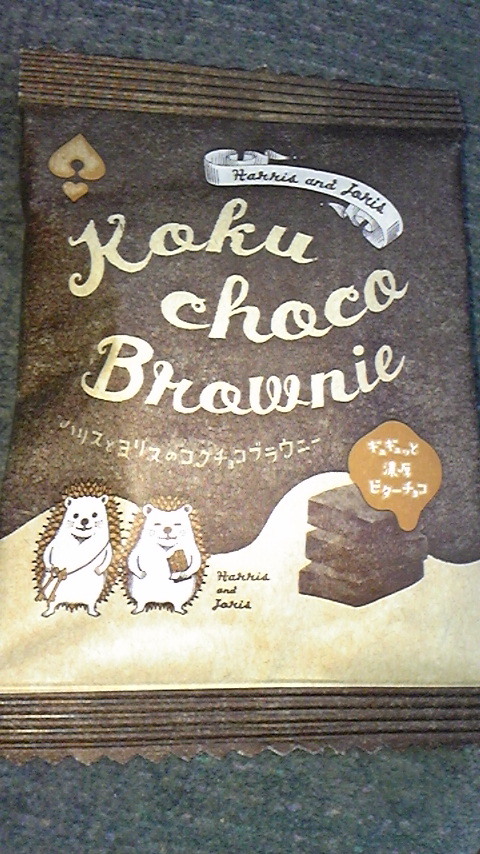 Harris and Joris
Koku
choco
Brownie
ハリスとヨリスのコクチョコブラウニー
ギュギュッと
濃厚
ビターチョコ
Harris
and
Joris